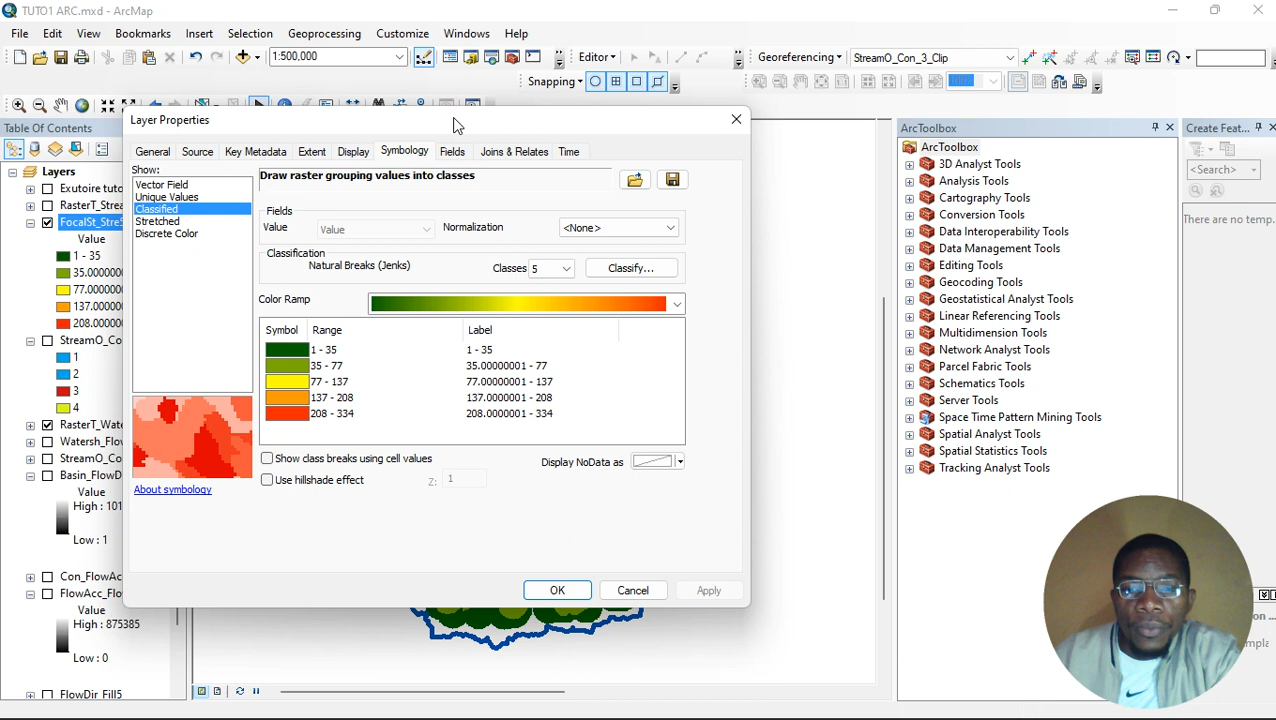 TUTO1 ARC.mxd - ArcMap
File Edit View Bookmarks Insert Selection Geoprocessing Customize Windows Help
1:500,000
Editor
Georeferencing StreamO_Con_3_Clip
Snapping
Table Of Contents
Layers
Exutoire tuto
RasterT_Strea
FocalSt_Stre
Value
1 - 35
35.0000000
77.000000
137.00000
208.00000
StreamO_Co
1
2
3
4
RasterT_Wate
Watersh_Flov
StreamO_Con
Basin_FlowD
Value
High : 101
Low : 1
Con_FlowAc
FlowAcc_Flo
Value
High : 875385
Low : 0
FlowDir_Fill5
Layer Properties
General Source Key Metadata Extent Display Symbology Fields Joins & Relates Time
Show:
Vector Field
Unique Values
Classified
Stretched
Discrete Color
About symbology
Draw raster grouping values into classes
Fields
Value Value Normalization <None>
Classification
Natural Breaks (Jenks) Classes 5 Classify...
Color Ramp
Symbol Range Label
1 - 35 1 - 35
35 - 77 35.00000001 - 77
77 - 137 77.00000001 - 137
137 - 208 137.0000001 - 208
208 - 334 208.0000001 - 334
Show class breaks using cell values
Display NoData as
Use hillshade effect Z: 1
OK Cancel Apply
ArcToolbox
ArcToolbox
3D Analyst Tools
Analysis Tools
Cartography Tools
Conversion Tools
Data Interoperability Tools
Data Management Tools
Editing Tools
Geocoding Tools
Geostatistical Analyst Tools
Linear Referencing Tools
Multidimension Tools
Network Analyst Tools
Parcel Fabric Tools
Schematics Tools
Server Tools
Space Time Pattern Mining Tools
Spatial Analyst Tools
Spatial Statistics Tools
Tracking Analyst Tools
Create Feat...
<Search>
There are no temp.